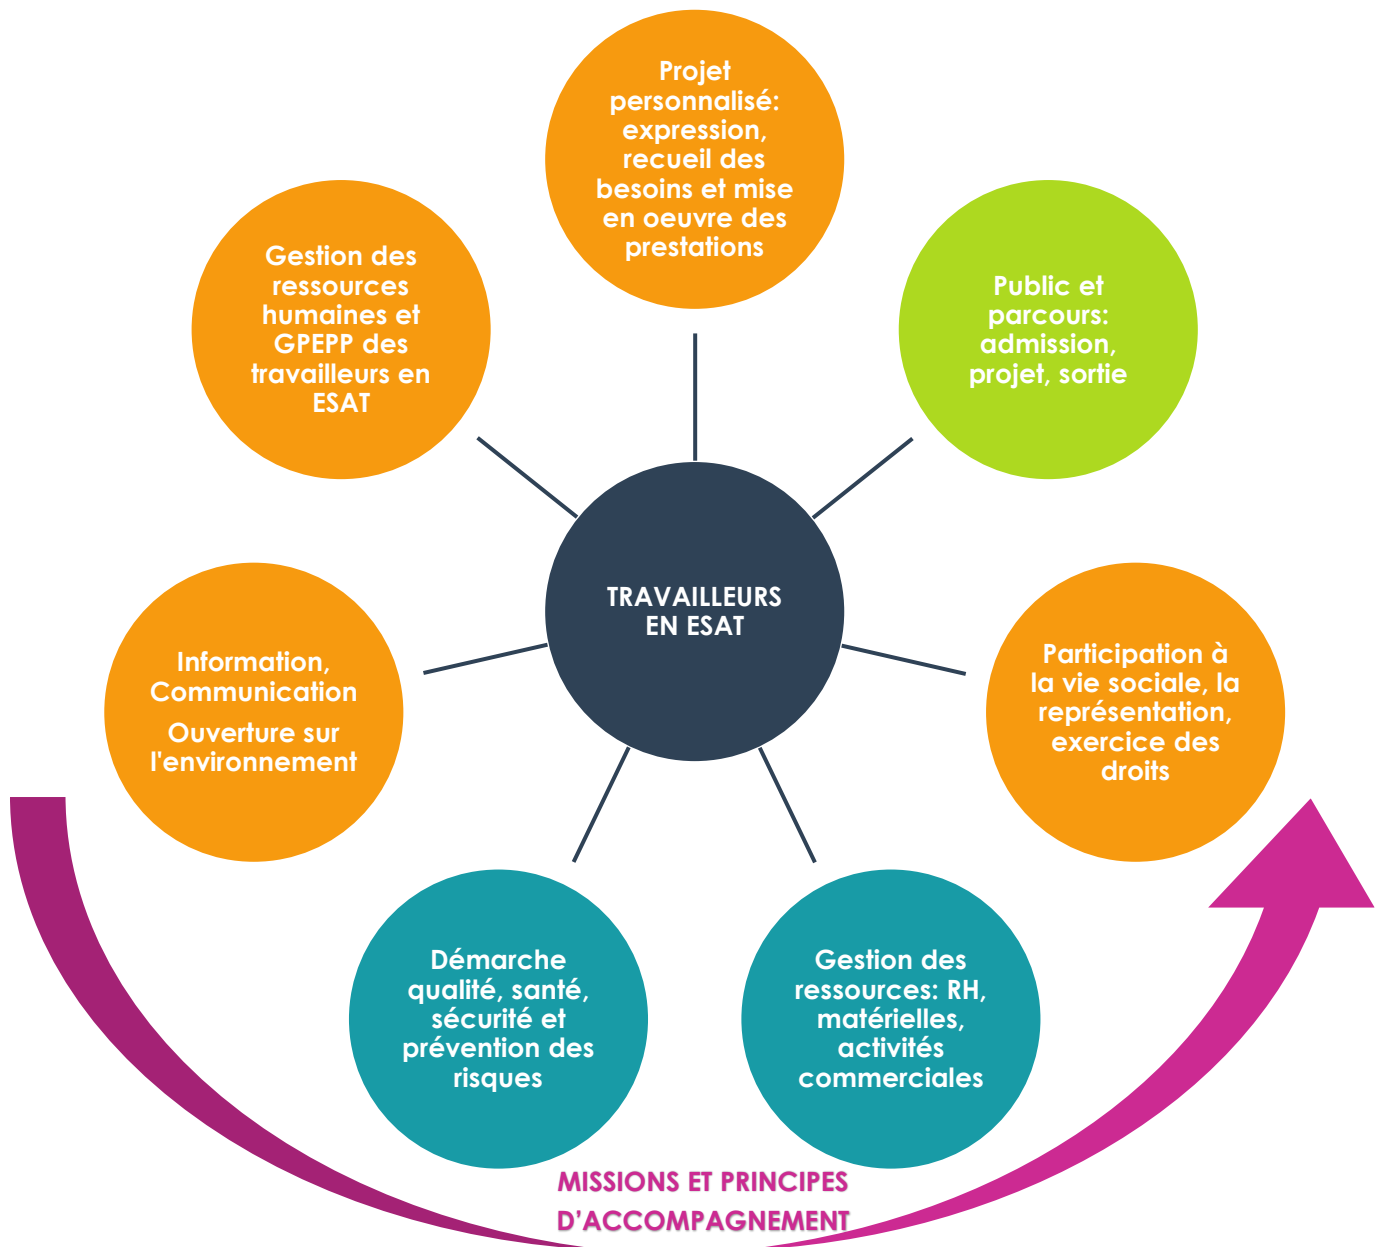 Projet
personnalisé:
expression,
recueil des
besoins et mise
en oeuvre des
prestations
Public et
parcours:
admission,
projet, sortie
Participation à
la vie sociale, la
représentation,
exercice des
droits
Gestion des
ressources: RH,
matérielles,
activités
commerciales
Démarche
qualité, santé,
sécurité et
prévention des
risques
Information,
Communication
Ouverture sur
l'environnement
Gestion des
ressources
humaines et
GPEPP des
travailleurs en
ESAT
TRAVAILLEURS
EN ESAT
MISSIONS ET PRINCIPES
D’ACCOMPAGNEMENT